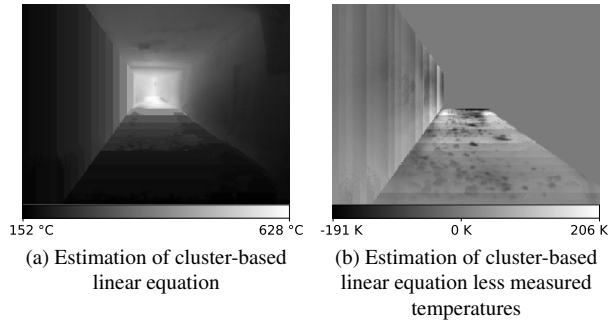 152 °C 628 °C
-191 K 0 K 206 K
(a) Estimation of cluster-based
linear equation
(b) Estimation of cluster-based
linear equation less measured
temperatures